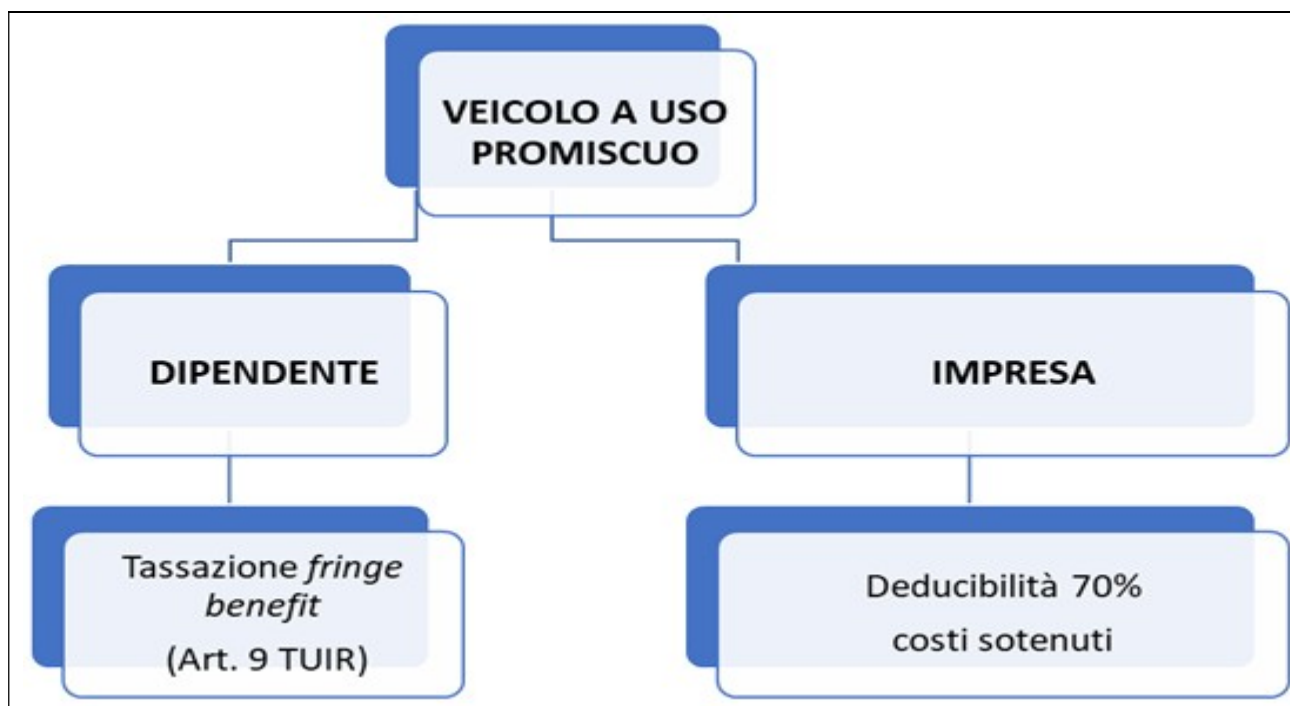 VEICOLO A USO
PROMISCUO
DIPENDENTE
IMPRESA
Tassazione fringe
benefit
(Art. 9 TUIR)
Deducibilità 70%
costi sotenuti